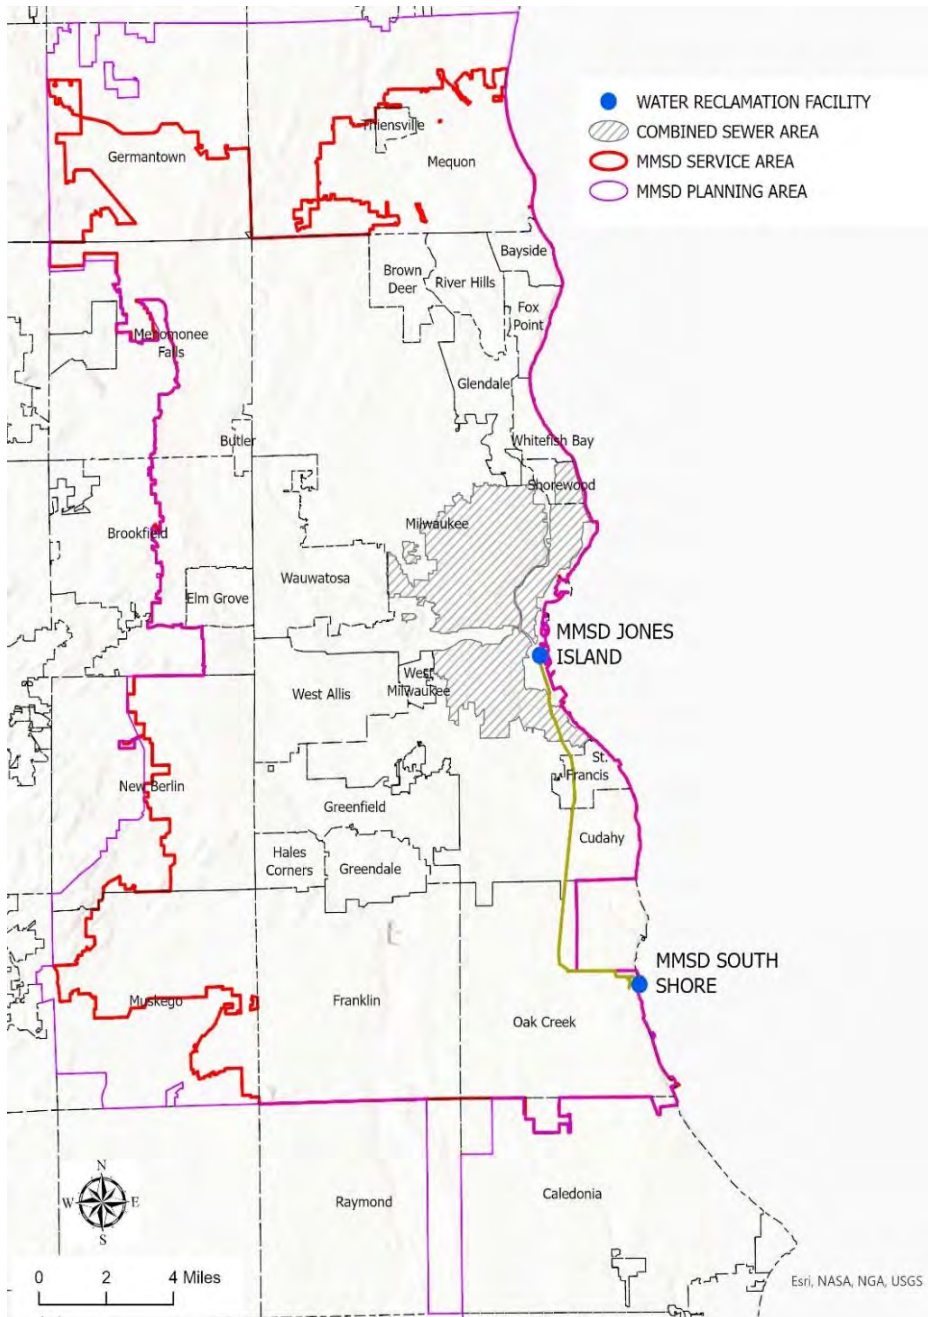 WATER RECLAMATION FACILITY
COMBINED SEWER AREA
MMSD SERVICE AREA
MMSD PLANNING AREA
Thiensville
Germantown
Mequon
Bayside
Brown
Deer
River Hills
Fox
Point
Menomonee
Falls
Glendale
Butler
Whitefish Bay
Shorewood
Milwaukee
Brookfield
Wauwatosa
Elm Grove
MMSD JONES
ISLAND
West Allis
West
Milwaukee
St.
Francis
New Berlin
Greenfield
Cudahy
Hales
Corners
Greendale
MMSD SOUTH
SHORE
Muskego
Franklin
Oak Creek
N
W
E
S
Raymond
Caledonia
0 2 4 Miles
Esri, NASA, NGA, USGS